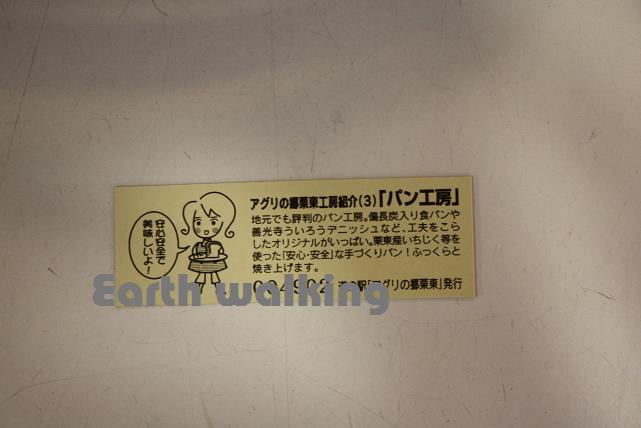 アグリの郷栗東工房紹介(3)「パン工房」
地元でも評判のパン工房。備長炭入り食パンや
善光寺ういろうデニッシュなど、工夫をこら
したオリジナルがいっぱい。栗東産いちじく等を
使った「安心・安全」な手づくりパン!ふっくらと
焼き上げます。
安心安全で
美味しいよ!
道の駅「アグリの郷栗東」発行
Earth walking